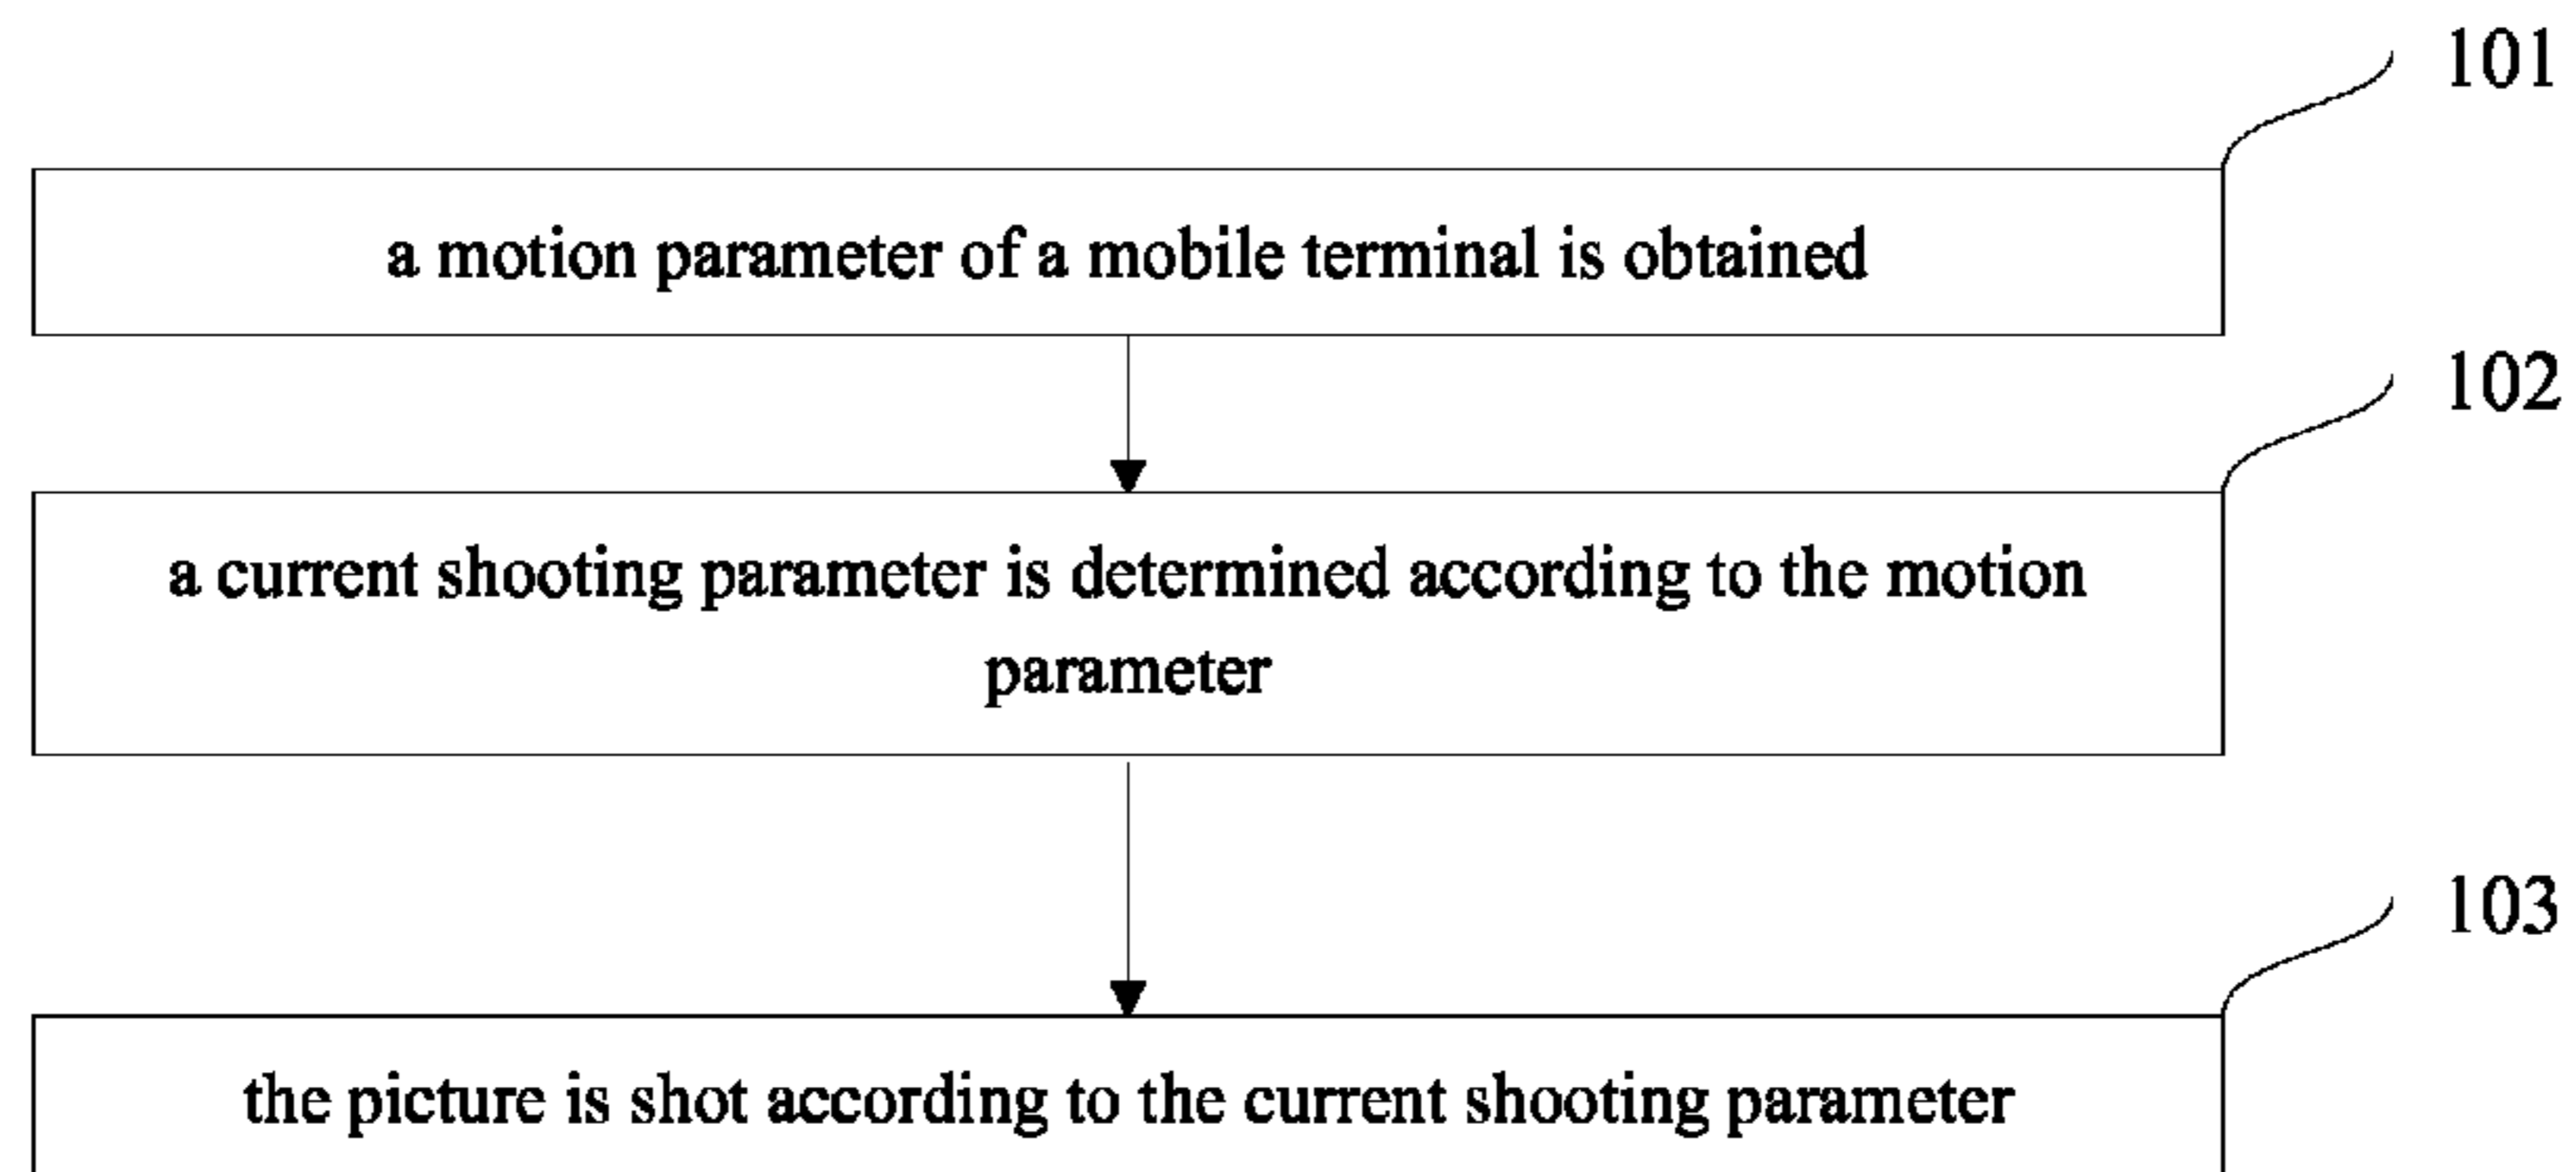 101
a motion parameter of a mobile terminal is obtained
102
a current shooting parameter is determined according to the motion
parameter
103
the picture is shot according to the current shooting parameter